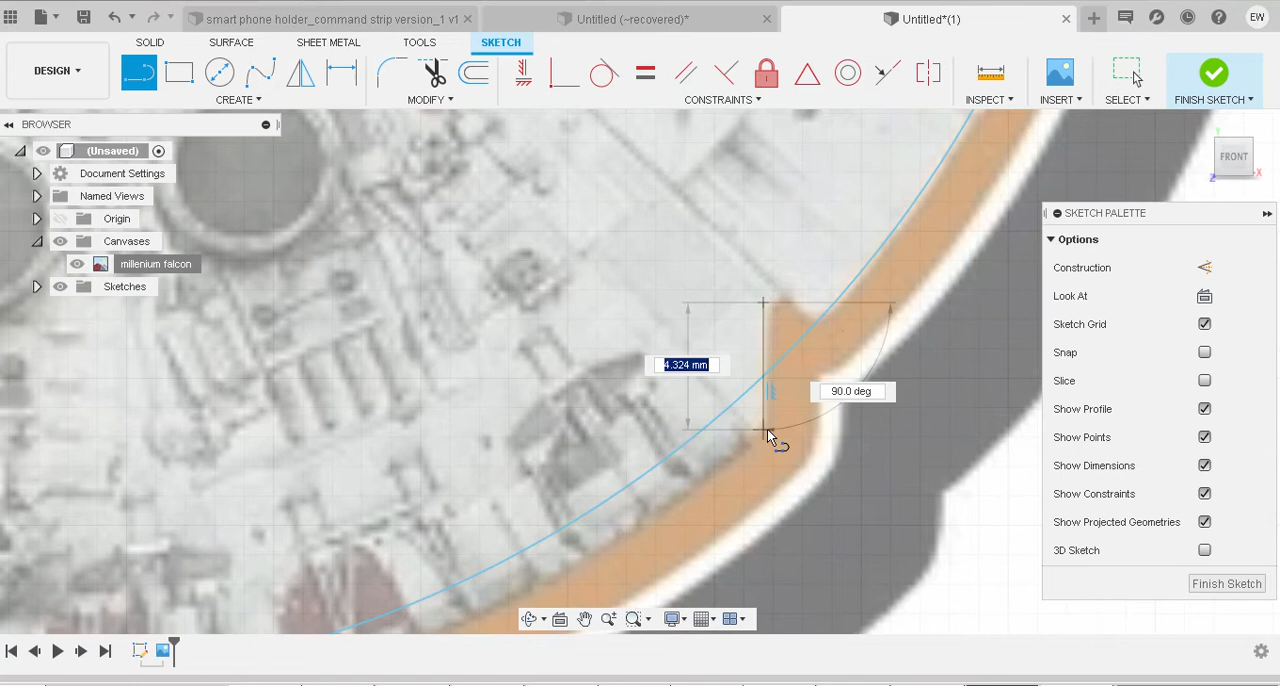 smart phone holder_command strip version_1 v1
Untitled (~recovered)*
Untitled*(1)
EW
DESIGN
SOLID
SURFACE
SHEET METAL
TOOLS
SKETCH
CREATE
MODIFY
CONSTRAINTS
INSPECT
INSERT
SELECT
FINISH SKETCH
BROWSER
(Unsaved)
Document Settings
Named Views
Origin
Canvases
millenium falcon
Sketches
4.324 mm
90.0 deg
Y
FRONT
Z
X
SKETCH PALETTE
Options
Construction
Look At
Sketch Grid
Snap
Slice
Show Profile
Show Points
Show Dimensions
Show Constraints
Show Projected Geometries
3D Sketch
Finish Sketch